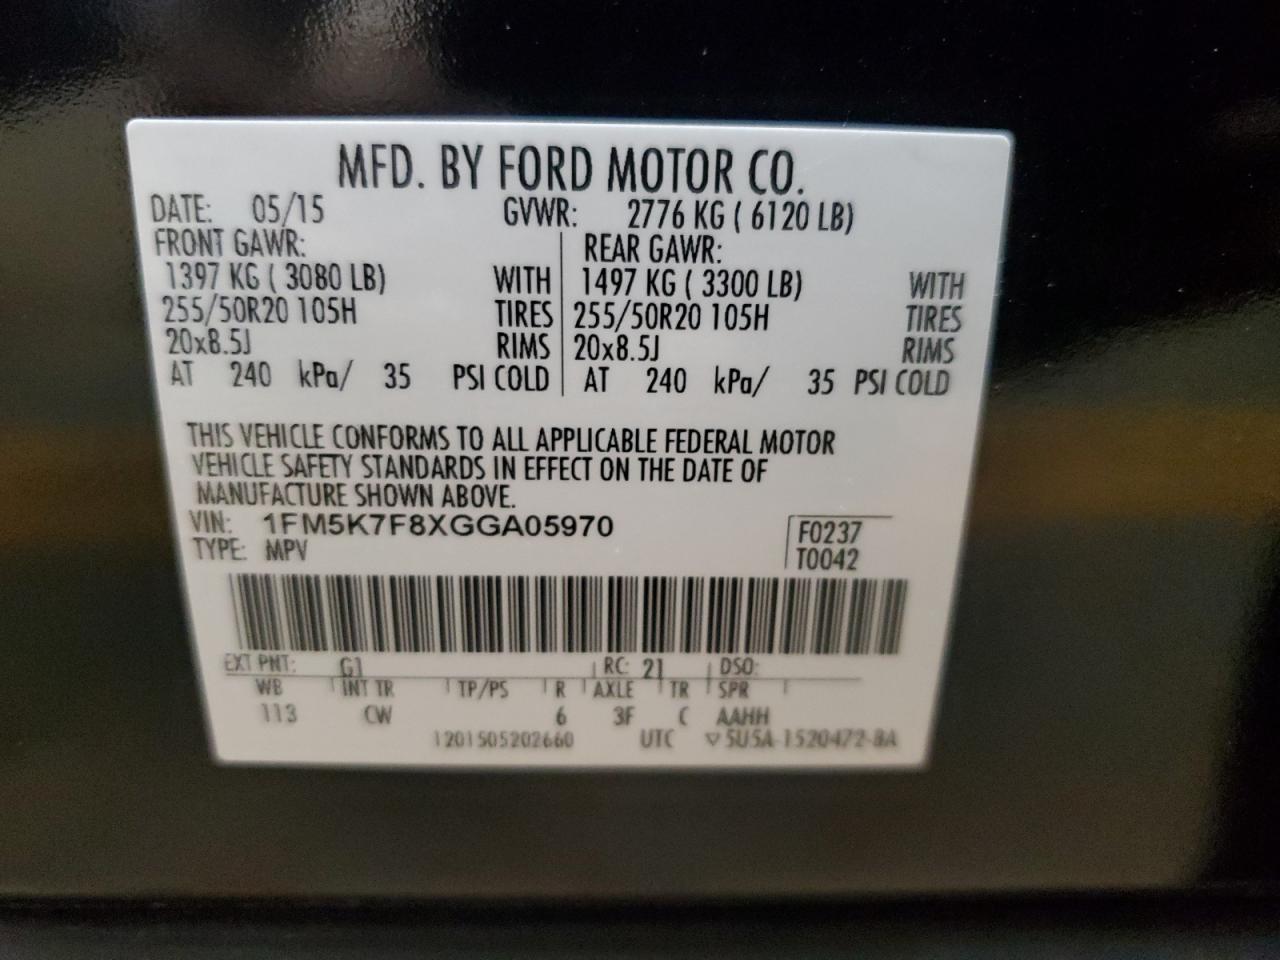 MFD. BY FORD MOTOR CO.
DATE: 05/15 GVWR: 2776 KG ( 6120 LB)
FRONT GAWR: REAR GAWR:
1397 KG ( 3080 LB) WITH 1497 KG ( 3300 LB) WITH
255/50R20 105H TIRES 255/50R20 105H TIRES
20x8.5J RIMS 20x8.5J RIMS
AT 240 kPa/ 35 PSI COLD AT 240 kPa/ 35 PSI COLD
THIS VEHICLE CONFORMS TO ALL APPLICABLE FEDERAL MOTOR
VEHICLE SAFETY STANDARDS IN EFFECT ON THE DATE OF
MANUFACTURE SHOWN ABOVE.
VIN: 1FM5K7F8XGGA05970 F0237
TYPE: MPV T0042
EXT PNT: G1 RC: 21 DSO:
WB INT TR TP/PS R AXLE TR SPR
113 CW 6 3F C AAHH
1201505202660 UTC ▽5U5A-1520472-BA